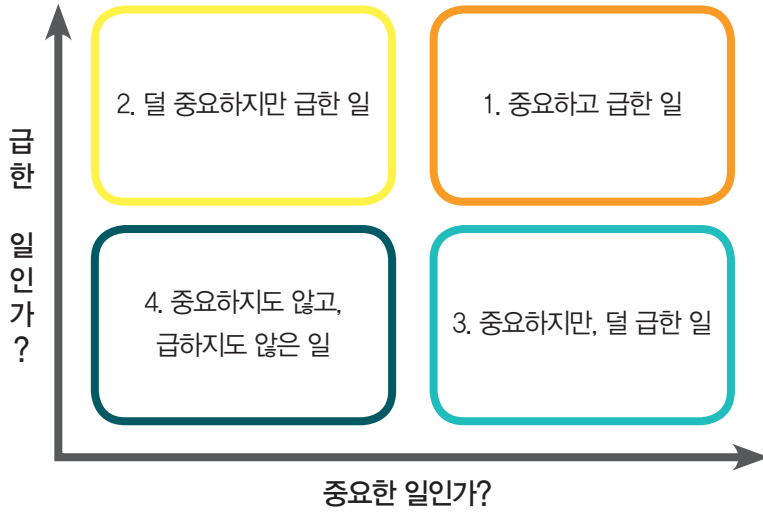 2. 덜 중요하지만 급한 일
1. 중요하고 급한 일
급한 일인가?
4. 중요하지도 않고,
급하지도 않은 일
3. 중요하지만, 덜 급한 일
중요한 일인가?